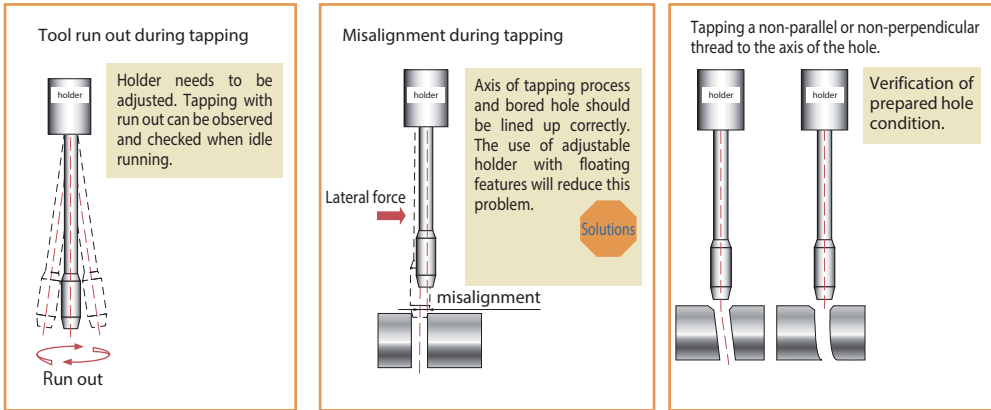 Tool run out during tapping
holder
Holder needs to be
adjusted. Tapping with
run out can be observed
and checked when idle
running.
Run out
Misalignment during tapping
holder
Axis of tapping process
and bored hole should
be lined up correctly.
The use of adjustable
holder with floating
features will reduce this
problem.
Lateral force
Solutions
misalignment
Tapping a non-parallel or non-perpendicular
thread to the axis of the hole.
holder
holder
Verification of
prepared hole
condition.